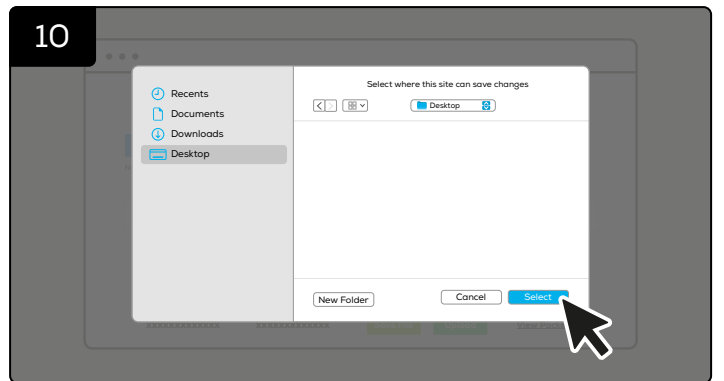 10
Select where this site can save changes
Recents
Documents
Downloads
Desktop
Desktop
New Folder
Cancel
Select